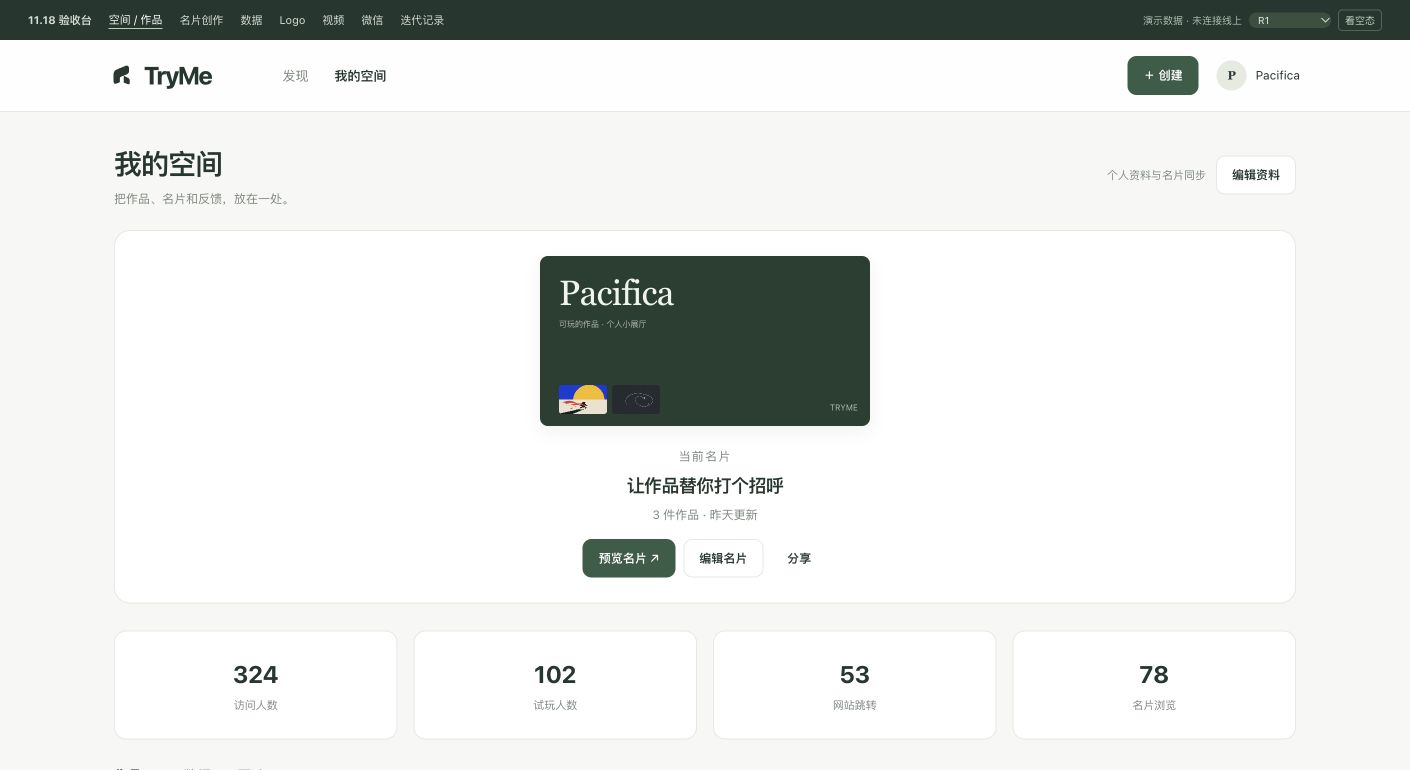 11.18 验收台 空间 / 作品 名片创作 数据 Logo 视频 微信 迭代记录 演示数据 · 未连接线上 R1 看空态
TryMe 发现 我的空间 + 创建 P Pacifica
我的空间
个人资料与名片同步 编辑资料
把作品、名片和反馈，放在一处。
Pacifica
可玩的作品 · 个人小展厅
TRYME
当前名片
让作品替你打个招呼
3 件作品 · 昨天更新
预览名片 ↗ 编辑名片 分享
324 102 53 78
访问人数 试玩人数 网站跳转 名片浏览